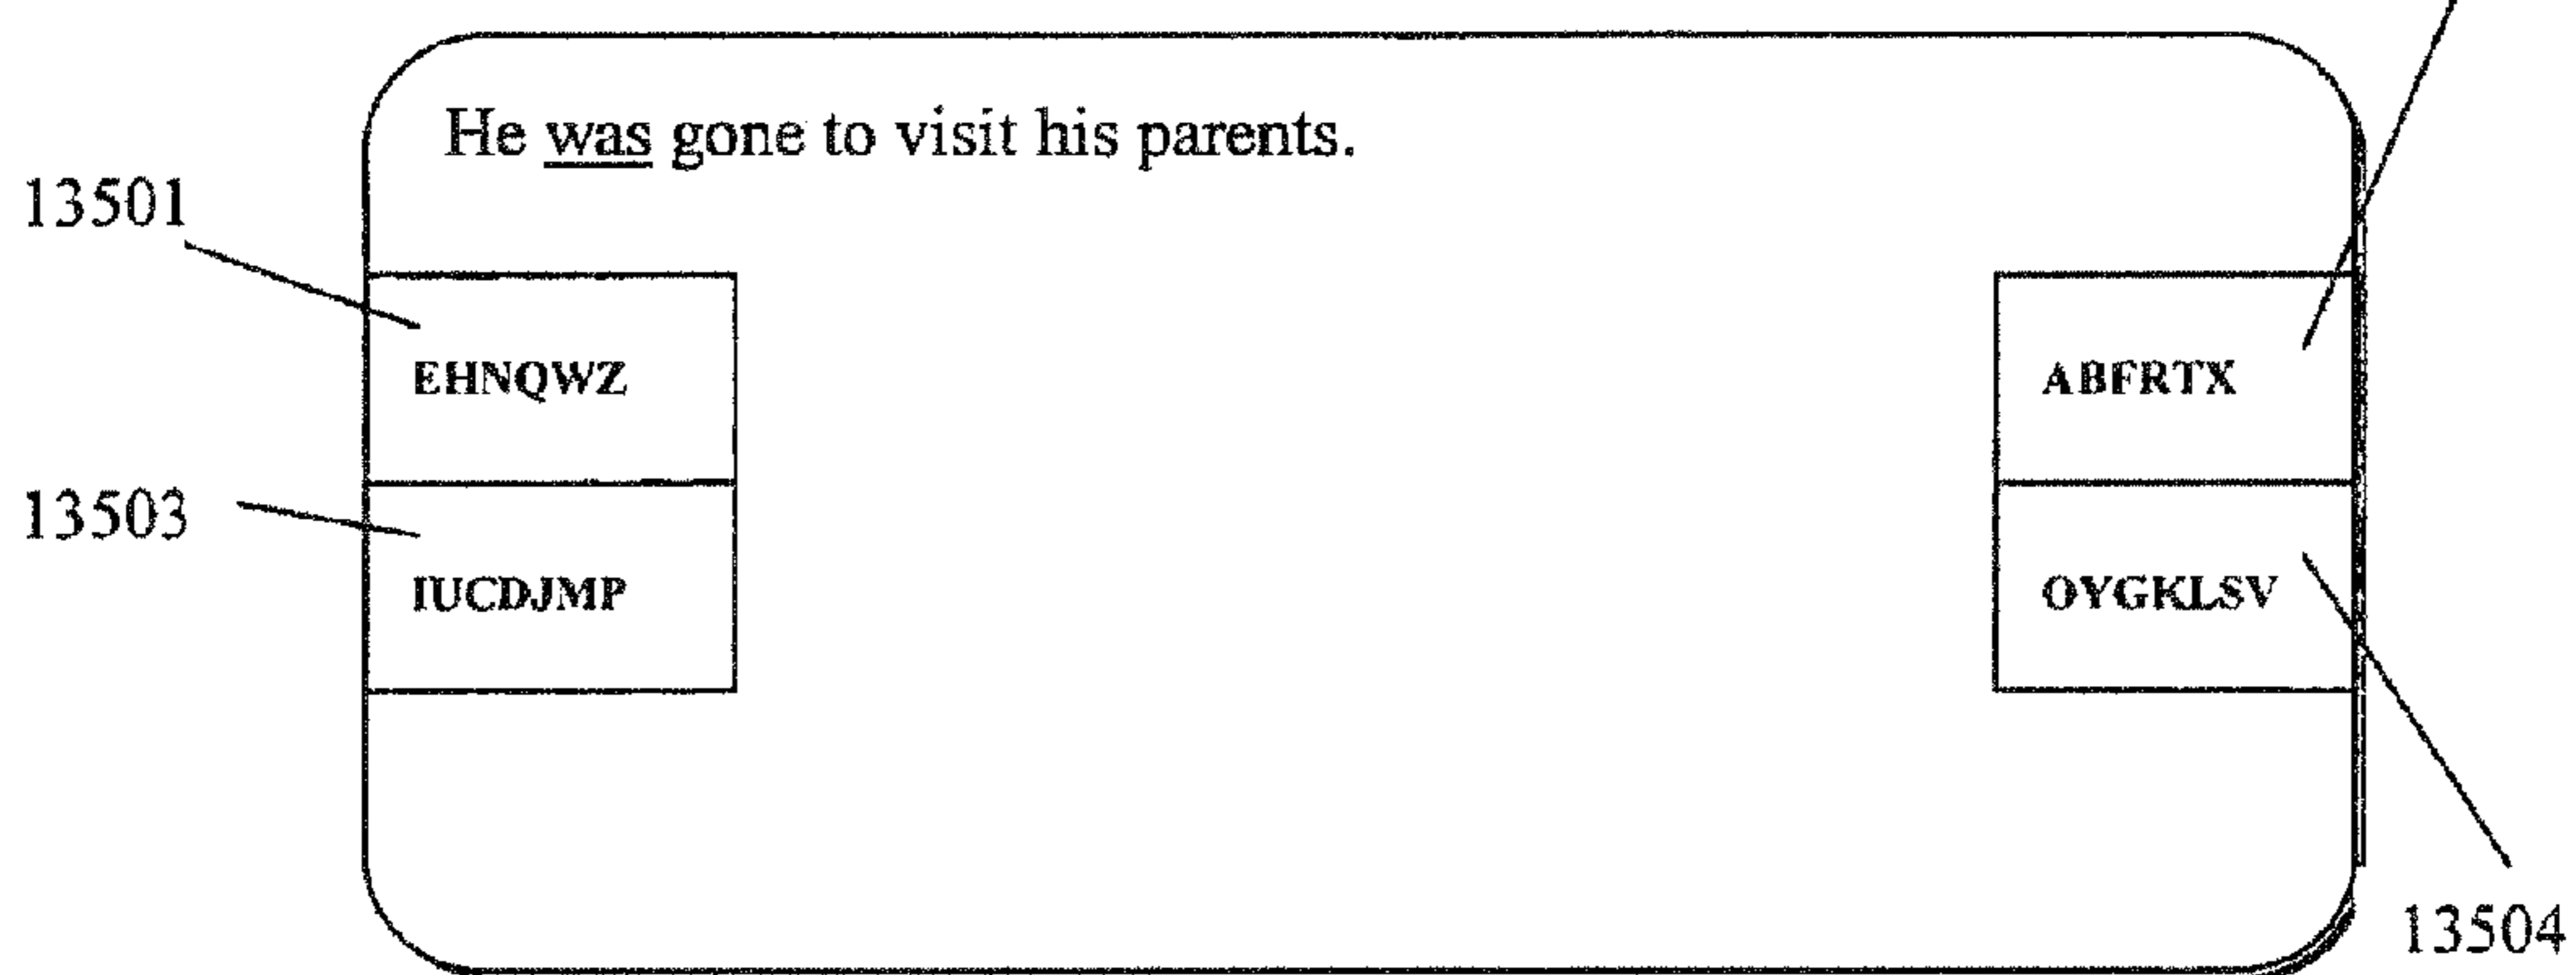 He was gone to visit his parents.
13501
EHNQWZ
ABFRTX
13503
IUCDJMP
OYGKLSV
13504